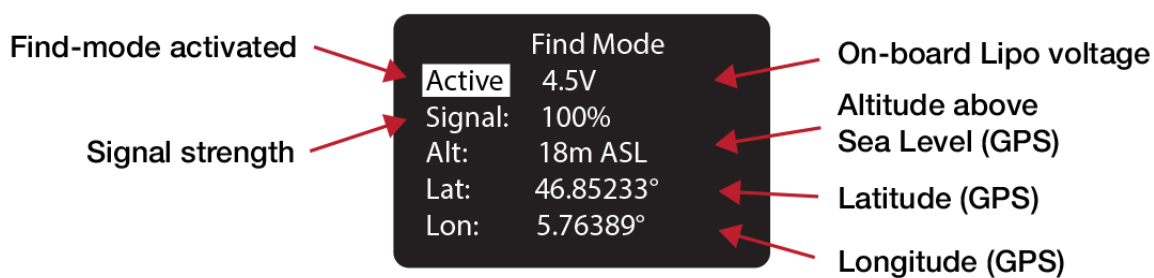 Find-mode activated
Signal strength
Find Mode
Active 4.5V
Signal: 100%
Alt: 18m ASL
Lat: 46.85233°
Lon: 5.76389°
On-board Lipo voltage
Altitude above
Sea Level (GPS)
Latitude (GPS)
Longitude (GPS)